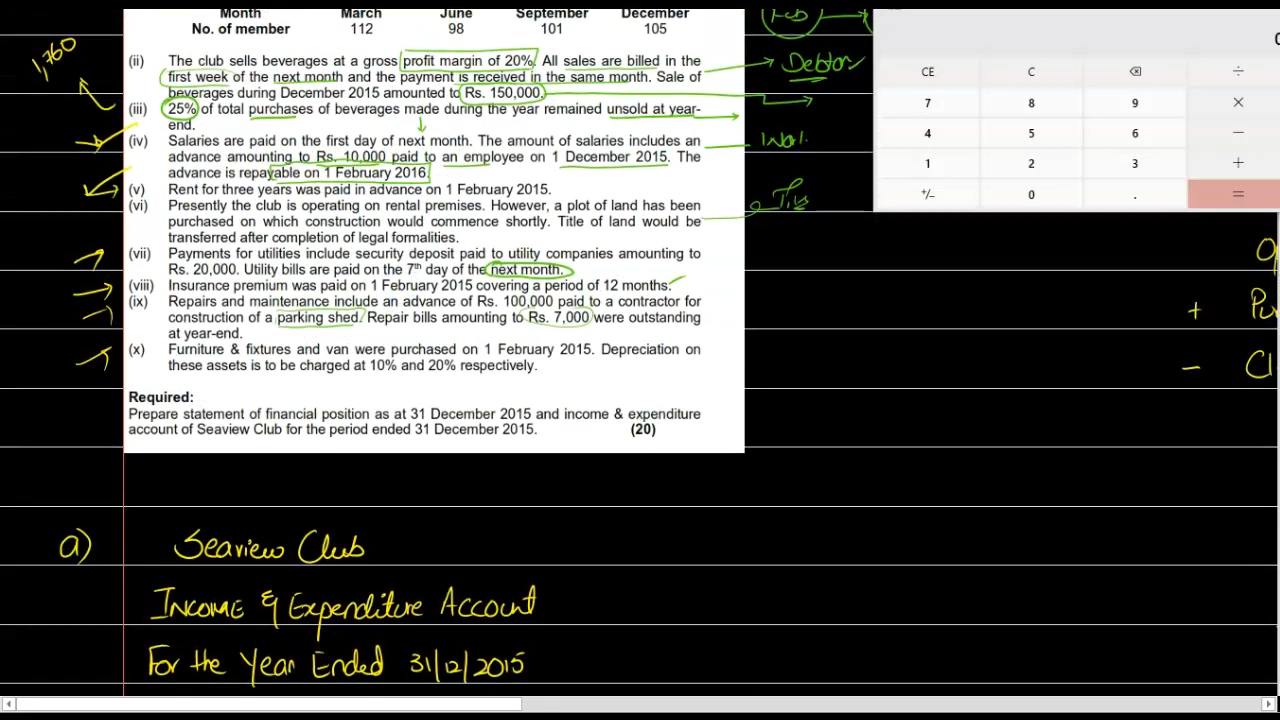 Month March June September December
No. of member 112 98 101 105
1,760
(ii) The club sells beverages at a gross profit margin of 20%. All sales are billed in the
first week of the next month and the payment is received in the same month. Sale of
beverages during December 2015 amounted to Rs. 150,000.
(iii) 25% of total purchases of beverages made during the year remained unsold at year-
end.
(iv) Salaries are paid on the first day of next month. The amount of salaries includes an
advance amounting to Rs. 10,000 paid to an employee on 1 December 2015. The
advance is repayable on 1 February 2016.
(v) Rent for three years was paid in advance on 1 February 2015.
(vi) Presently the club is operating on rental premises. However, a plot of land has been
purchased on which construction would commence shortly. Title of land would be
transferred after completion of legal formalities.
(vii) Payments for utilities include security deposit paid to utility companies amounting to
Rs. 20,000. Utility bills are paid on the 7th day of the next month.
(viii) Insurance premium was paid on 1 February 2015 covering a period of 12 months.
(ix) Repairs and maintenance include an advance of Rs. 100,000 paid to a contractor for
construction of a parking shed. Repair bills amounting to Rs. 7,000 were outstanding
at year-end.
(x) Furniture & fixtures and van were purchased on 1 February 2015. Depreciation on
these assets is to be charged at 10% and 20% respectively.
Required:
Prepare statement of financial position as at 31 December 2015 and income & expenditure
account of Seaview Club for the period ended 31 December 2015. (20)
Debtor
CE C ⌫ ÷
7 8 9 ×
4 5 6 −
1 2 3 +
+/− 0 . =
+
−
a) Seaview Club
INCOME & Expenditure Account
For the Year Ended 31/12/2015